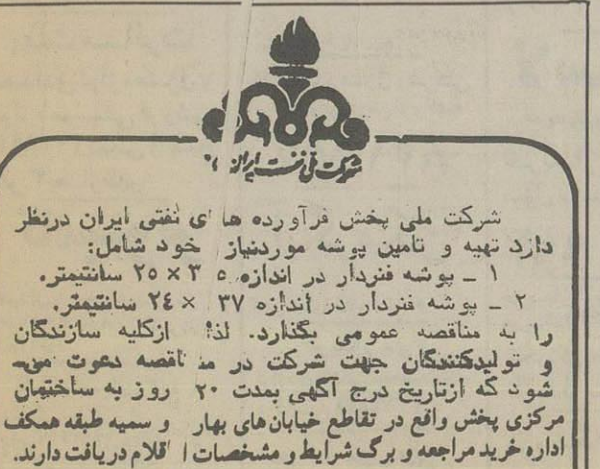 شرکت ملی نفت ایران
شرکت ملی پخش فرآورده های نفتی ایران درنظر
دارد تهیه و تامین پوشه موردنیاز خود شامل:
۱ ـ پوشه فنردار در اندازه ۳۵ × ۲۵ سانتیمتر.
۲ ـ پوشه فنردار در اندازه ۳۷ × ۲۴ سانتیمتر.
را به مناقصه عمومی بگذارد. لذا ازکلیه سازندگان
و تولیدکنندگان جهت شرکت در مناقصه دعوت می‌ـ
شود که ازتاریخ درج آگهی بمدت ۲۰ روز به ساختمان
مرکزی پخش واقع در تقاطع خیابان‌های بهار و سمیه طبقه همکف
اداره خرید مراجعه و برگ شرایط و مشخصات اقلام دریافت دارند.